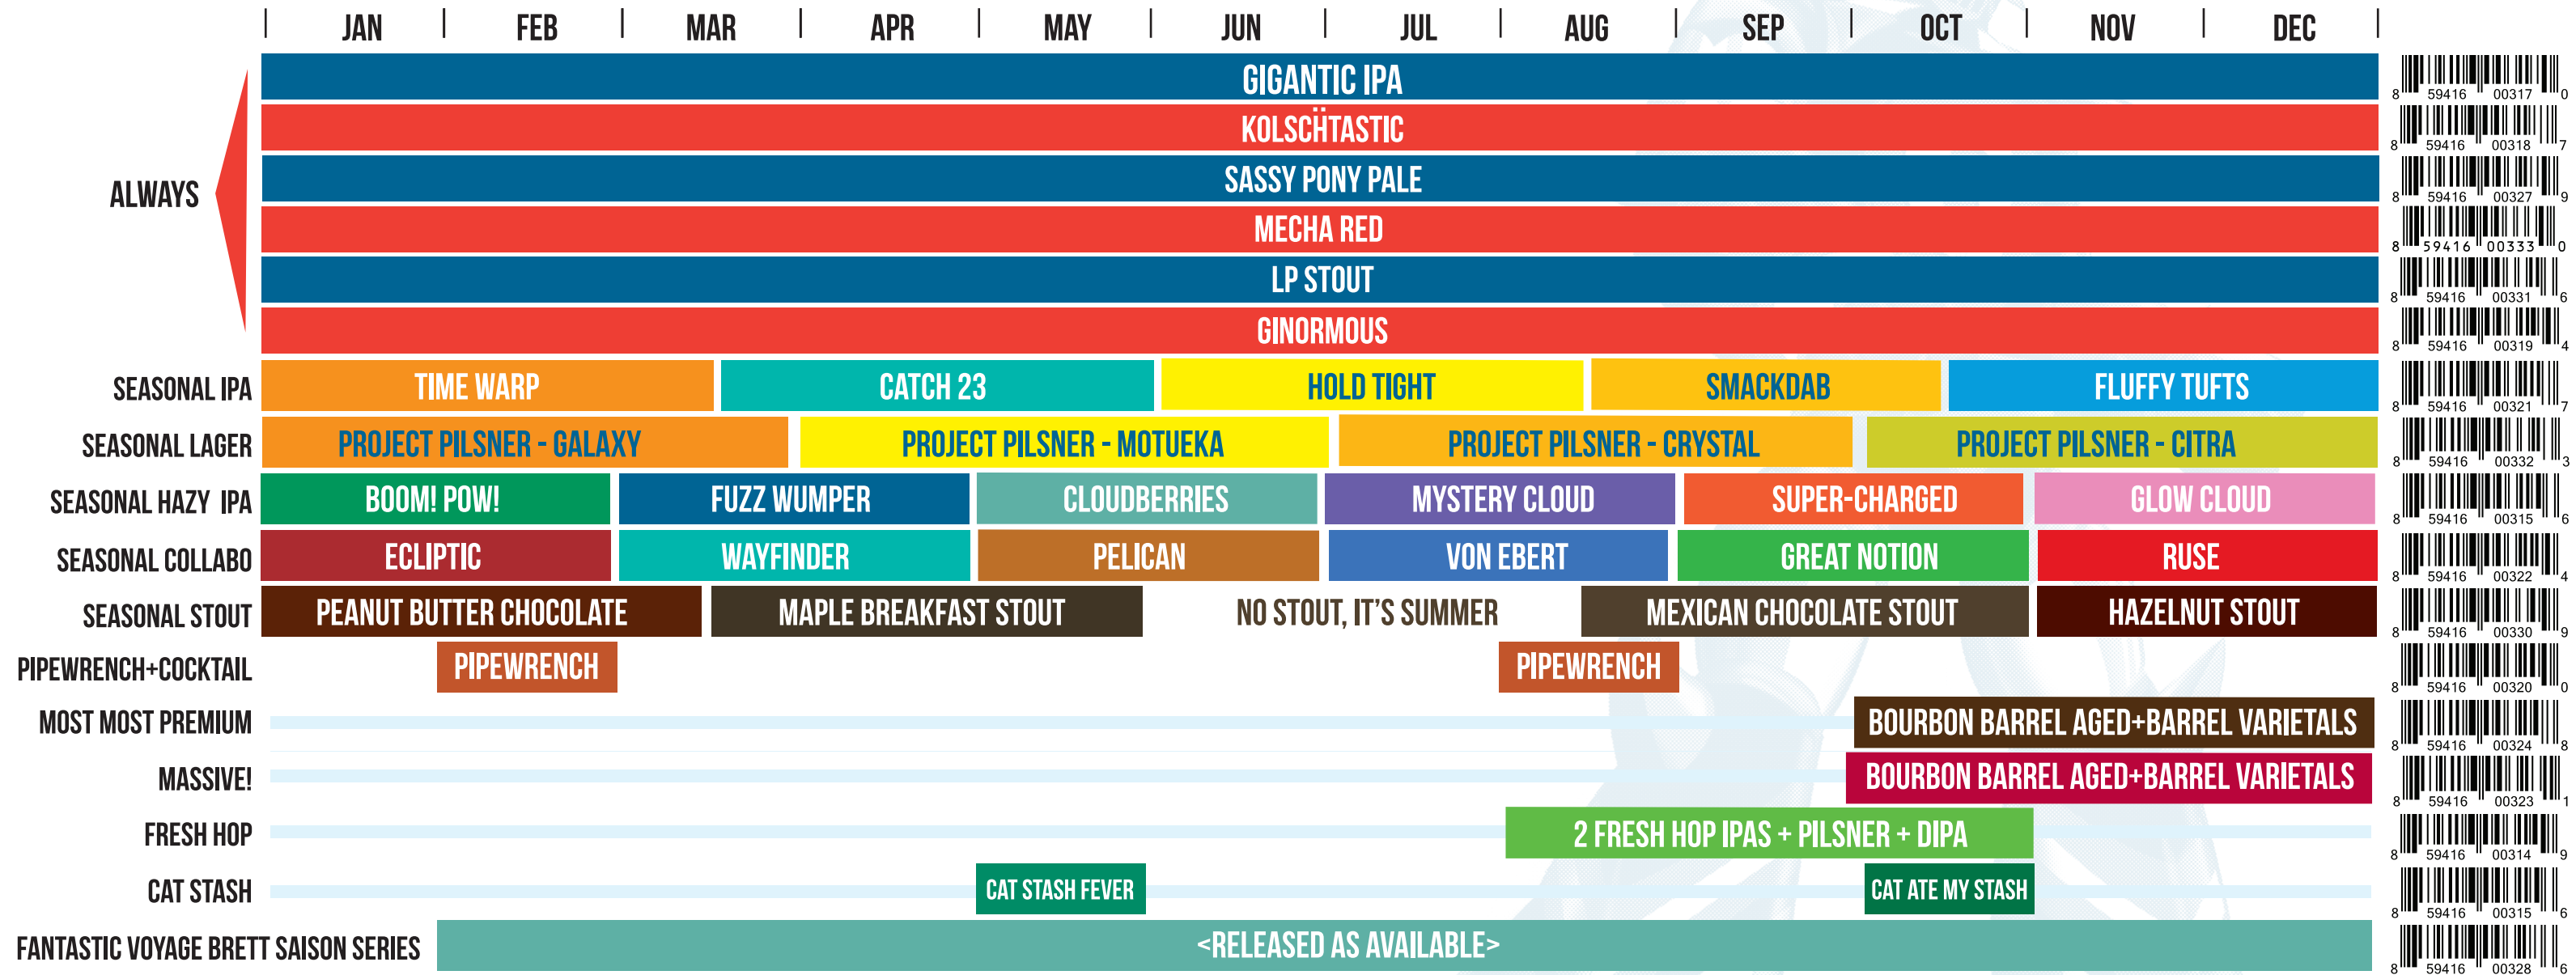 JAN FEB MAR APR MAY JUN JUL AUG SEP OCT NOV DEC
GIGANTIC IPA
8 59416 00317 0
KOLSCḦTASTIC
8 59416 00318 7
ALWAYS
SASSY PONY PALE
8 59416 00327 9
MECHA RED
8 59416 00333 0
LP STOUT
8 59416 00331 6
GINORMOUS
8 59416 00319 4
SEASONAL IPA TIME WARP CATCH 23 HOLD TIGHT SMACKDAB FLUFFY TUFTS
8 59416 00321 7
SEASONAL LAGER PROJECT PILSNER - GALAXY PROJECT PILSNER - MOTUEKA PROJECT PILSNER - CRYSTAL PROJECT PILSNER - CITRA
8 59416 00332 3
SEASONAL HAZY IPA BOOM! POW! FUZZ WUMPER CLOUDBERRIES MYSTERY CLOUD SUPER-CHARGED GLOW CLOUD
8 59416 00315 6
SEASONAL COLLABO ECLIPTIC WAYFINDER PELICAN VON EBERT GREAT NOTION RUSE
8 59416 00322 4
SEASONAL STOUT PEANUT BUTTER CHOCOLATE MAPLE BREAKFAST STOUT NO STOUT, IT'S SUMMER MEXICAN CHOCOLATE STOUT HAZELNUT STOUT
8 59416 00330 9
PIPEWRENCH+COCKTAIL PIPEWRENCH PIPEWRENCH
8 59416 00320 0
MOST MOST PREMIUM BOURBON BARREL AGED+BARREL VARIETALS
8 59416 00324 8
MASSIVE! BOURBON BARREL AGED+BARREL VARIETALS
8 59416 00323 1
FRESH HOP 2 FRESH HOP IPAS + PILSNER + DIPA
8 59416 00314 9
CAT STASH CAT STASH FEVER CAT ATE MY STASH
8 59416 00315 6
FANTASTIC VOYAGE BRETT SAISON SERIES <RELEASED AS AVAILABLE>
8 59416 00328 6